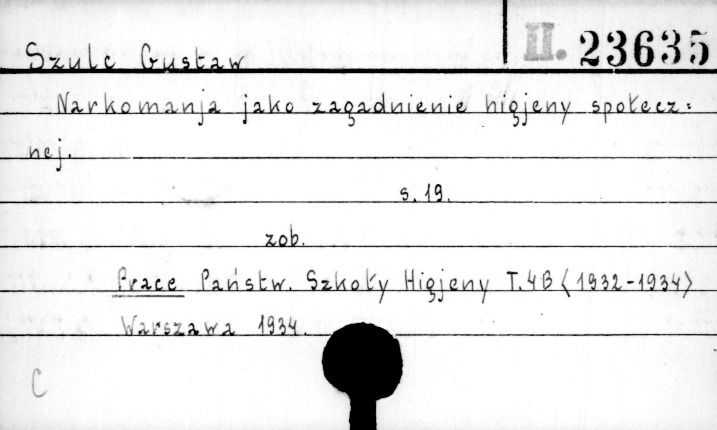 II. 23635
Szulc Gustaw
Narkomanja jako zagadnienie higjeny społecz=
nej.
s. 19.
zob.
Prace Państw. Szkoły Higjeny T.4B <1932-1934>
Warszawa 1934.
C